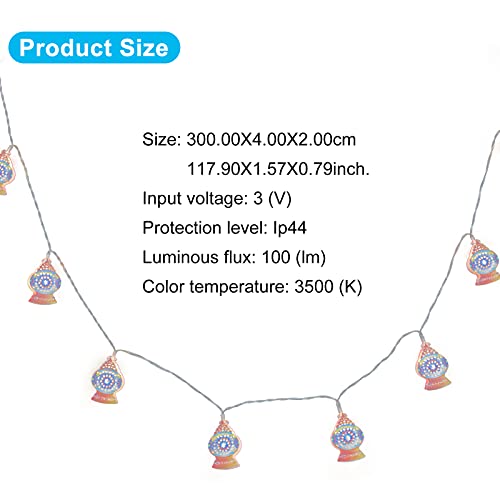 Product Size
Size: 300.00X4.00X2.00cm
117.90X1.57X0.79inch.
Input voltage: 3 (V)
Protection level: Ip44
Luminous flux: 100 (lm)
Color temperature: 3500 (K)